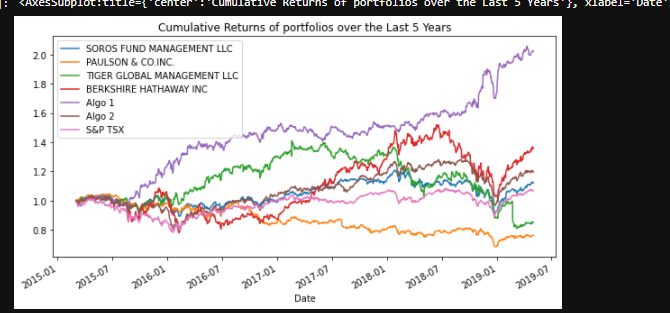 ]: <AxesSubplot:title={'center':'Cumulative Returns of portfolios over the Last 5 Years'}, xlabel='Date'
Cumulative Returns of portfolios over the Last 5 Years
SOROS FUND MANAGEMENT LLC
PAULSON & CO.INC.
TIGER GLOBAL MANAGEMENT LLC
BERKSHIRE HATHAWAY INC
Algo 1
Algo 2
S&P TSX
2.0
1.8
1.6
1.4
1.2
1.0
0.8
2015-01 2015-07 2016-01 2016-07 2017-01 2017-07 2018-01 2018-07 2019-01 2019-07
Date